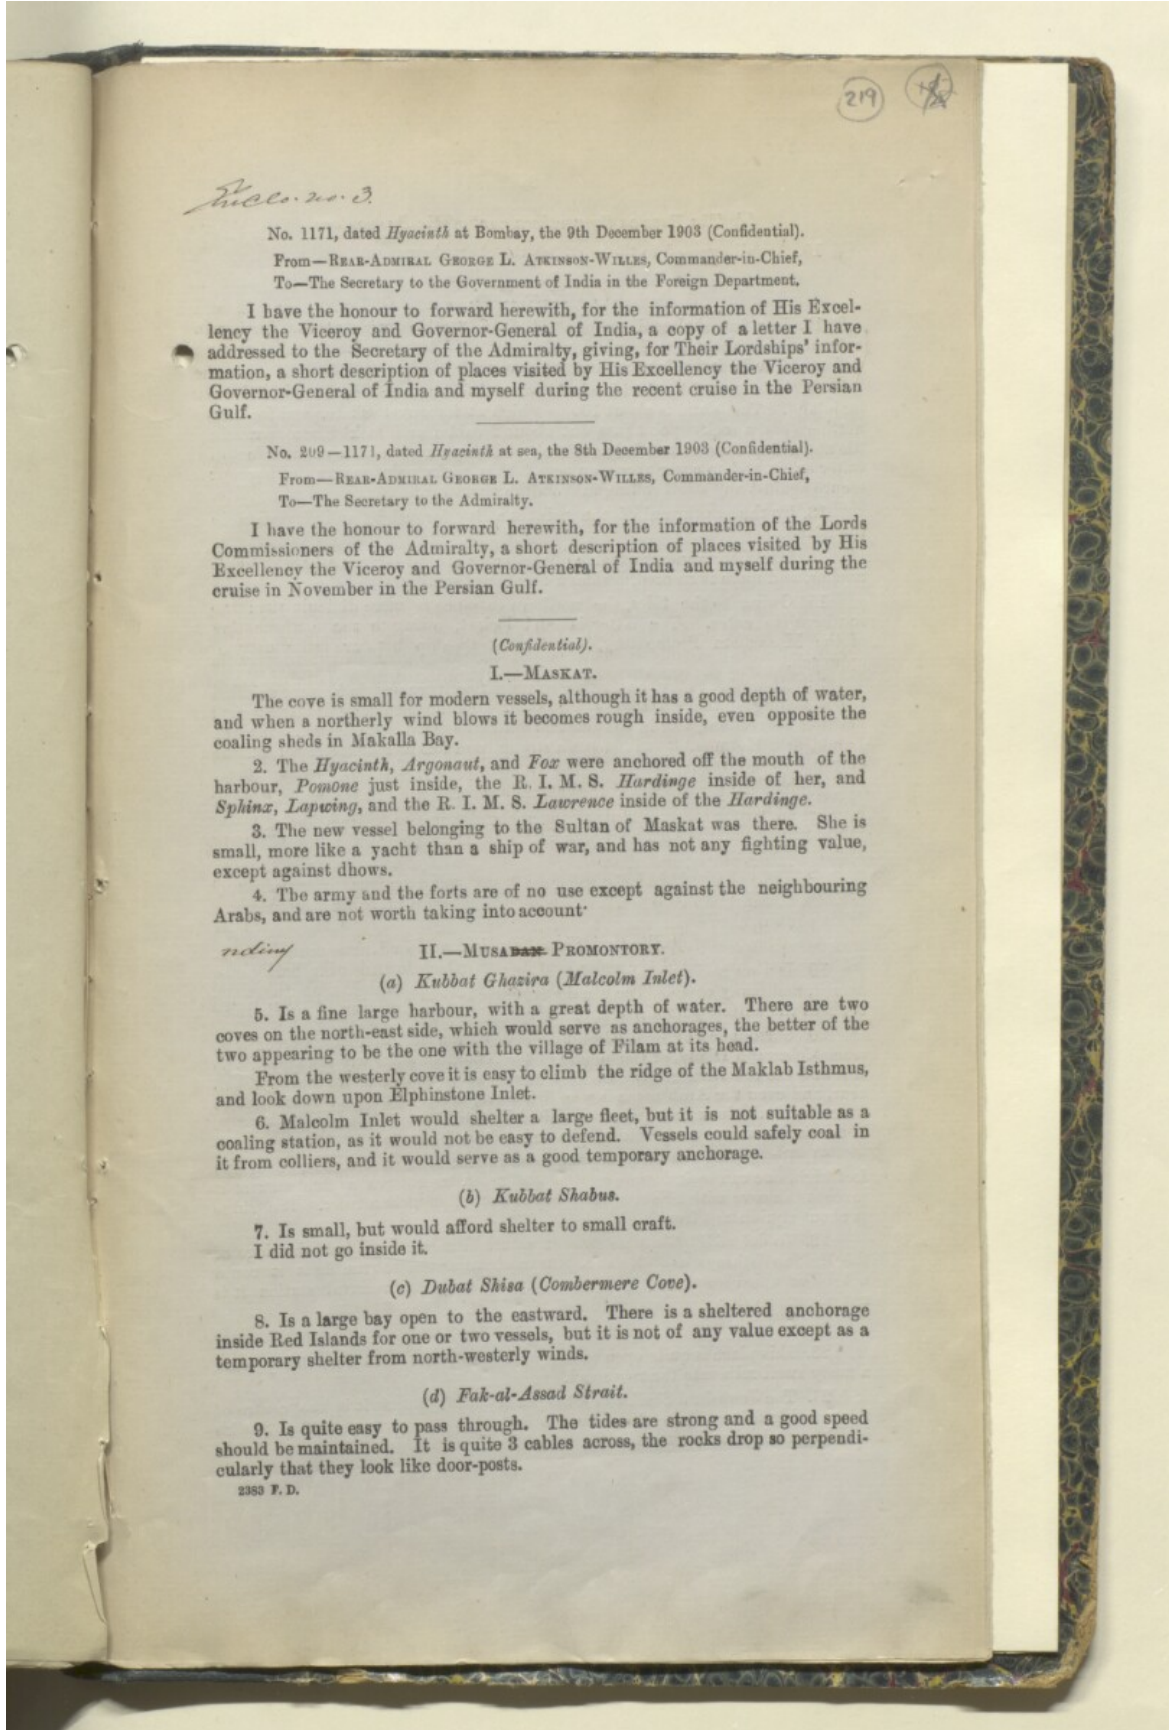 219
Enclo. no. 3.
No. 1171, dated Hyacinth at Bombay, the 9th December 1903 (Confidential).
From—REAR-ADMIRAL GEORGE L. ATKINSON-WILLES, Commander-in-Chief,
To—The Secretary to the Government of India in the Foreign Department.
I have the honour to forward herewith, for the information of His Excel-
lency the Viceroy and Governor-General of India, a copy of a letter I have
addressed to the Secretary of the Admiralty, giving, for Their Lordships' infor-
mation, a short description of places visited by His Excellency the Viceroy and
Governor-General of India and myself during the recent cruise in the Persian
Gulf.
No. 209—1171, dated Hyacinth at sea, the 8th December 1903 (Confidential).
From—REAR-ADMIRAL GEORGE L. ATKINSON-WILLES, Commander-in-Chief,
To—The Secretary to the Admiralty.
I have the honour to forward herewith, for the information of the Lords
Commissioners of the Admiralty, a short description of places visited by His
Excellency the Viceroy and Governor-General of India and myself during the
cruise in November in the Persian Gulf.
(Confidential).
I.—MASKAT.
The cove is small for modern vessels, although it has a good depth of water,
and when a northerly wind blows it becomes rough inside, even opposite the
coaling sheds in Makalla Bay.
2. The Hyacinth, Argonaut, and Fox were anchored off the mouth of the
harbour, Pomone just inside, the R. I. M. S. Hardinge inside of her, and
Sphinx, Lapwing, and the R. I. M. S. Lawrence inside of the Hardinge.
3. The new vessel belonging to the Sultan of Maskat was there. She is
small, more like a yacht than a ship of war, and has not any fighting value,
except against dhows.
4. The army and the forts are of no use except against the neighbouring
Arabs, and are not worth taking into account·
II.—MUSADAN PROMONTORY.
(a) Kubbat Ghazira (Malcolm Inlet).
5. Is a fine large harbour, with a great depth of water. There are two
coves on the north-east side, which would serve as anchorages, the better of the
two appearing to be the one with the village of Filam at its head.
From the westerly cove it is easy to climb the ridge of the Maklab Isthmus,
and look down upon Elphinstone Inlet.
6. Malcolm Inlet would shelter a large fleet, but it is not suitable as a
coaling station, as it would not be easy to defend. Vessels could safely coal in
it from colliers, and it would serve as a good temporary anchorage.
(b) Kubbat Shabus.
7. Is small, but would afford shelter to small craft.
I did not go inside it.
(c) Dubat Shisa (Combermere Cove).
8. Is a large bay open to the eastward. There is a sheltered anchorage
inside Red Islands for one or two vessels, but it is not of any value except as a
temporary shelter from north-westerly winds.
(d) Fak-al-Assad Strait.
9. Is quite easy to pass through. The tides are strong and a good speed
should be maintained. It is quite 3 cables across, the rocks drop so perpendi-
cularly that they look like door-posts.
2383 F. D.